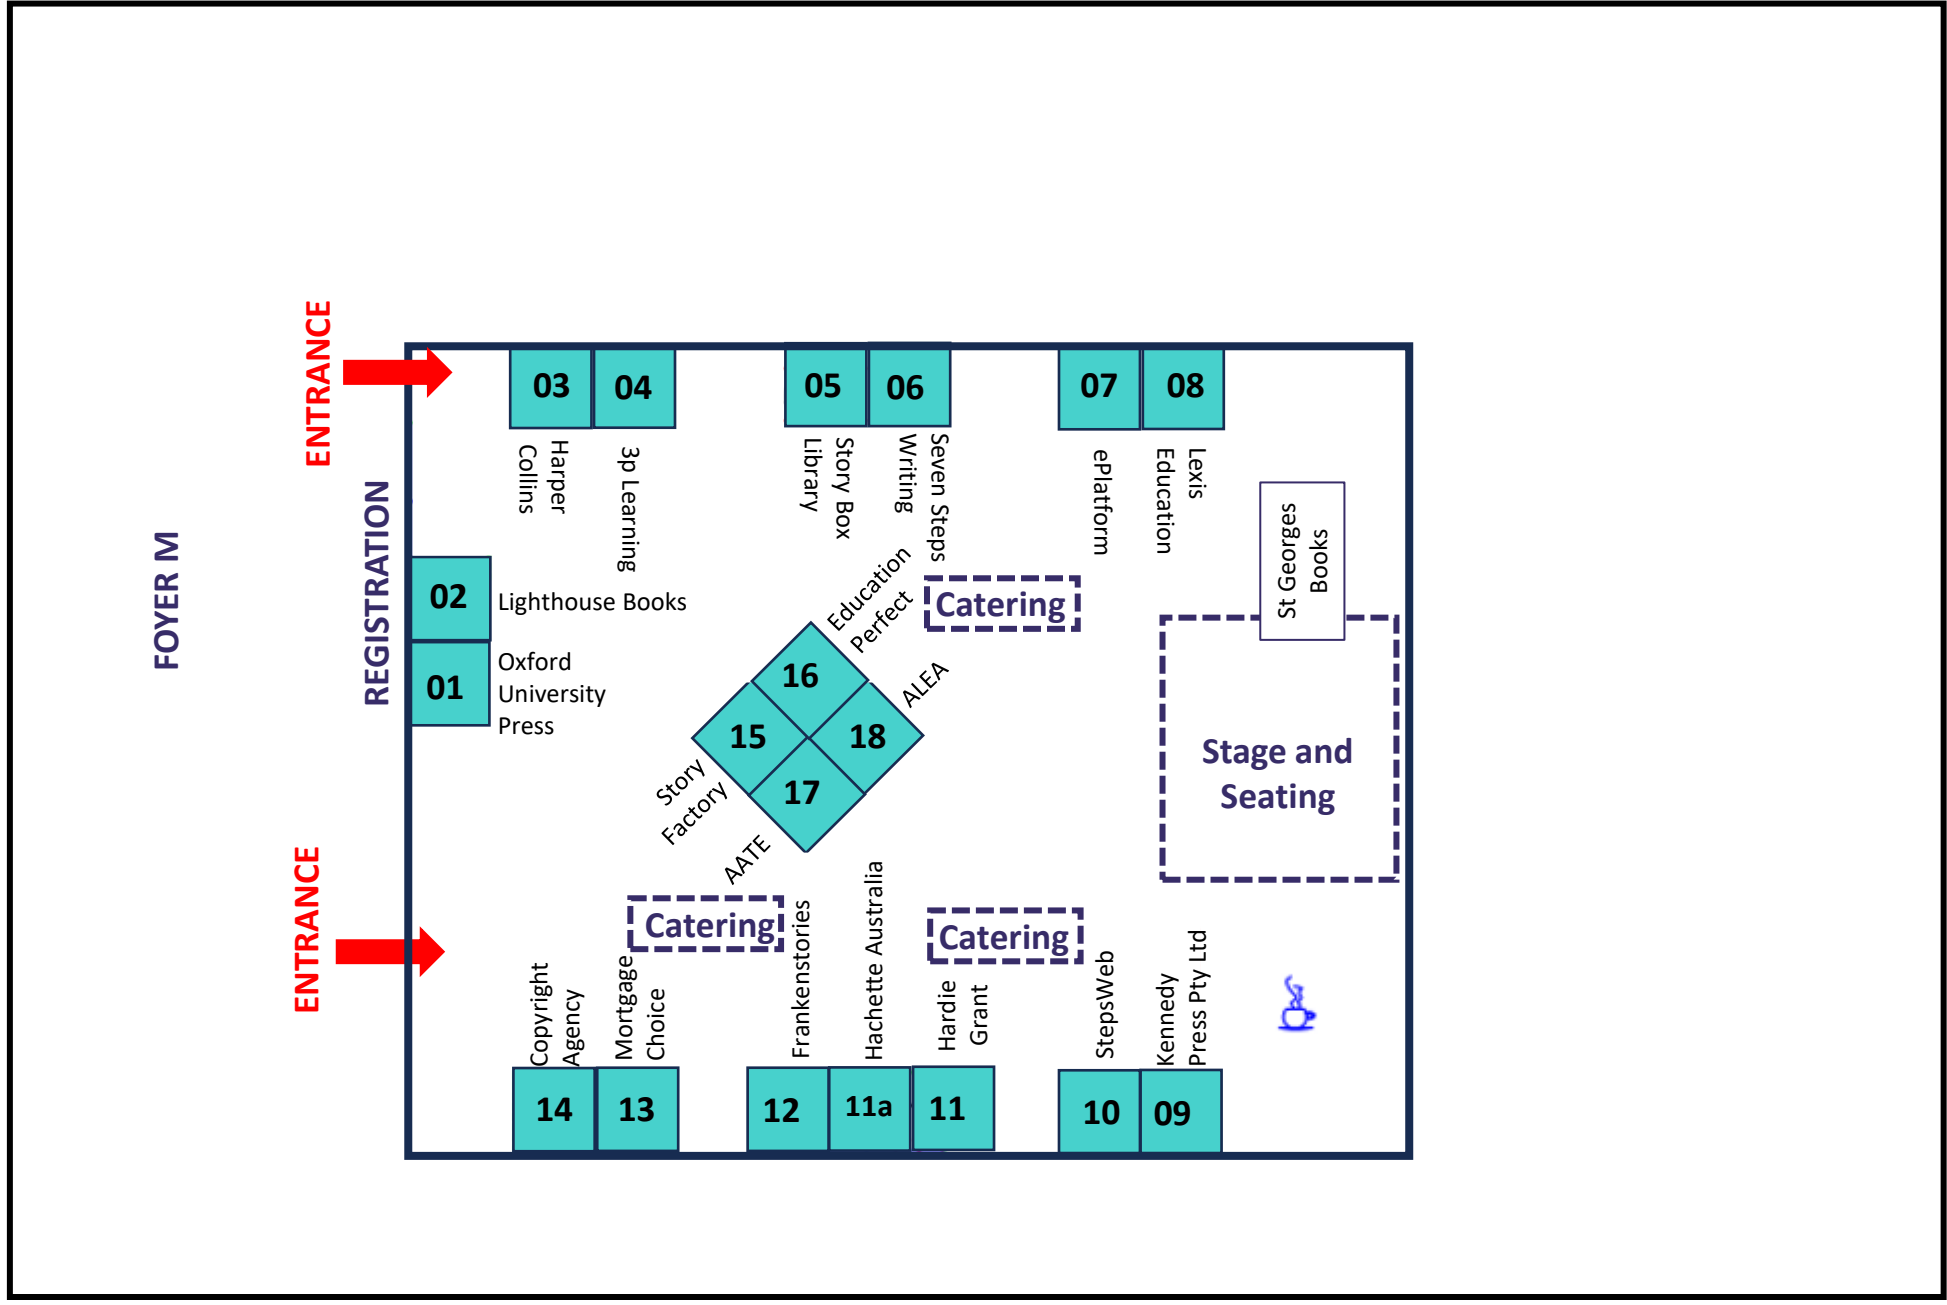 ENTRANCE
03
04
05
06
07
08
Harper
Collins
3p Learning
Story Box
Library
Seven Steps
Writing
ePlatform
Lexis
Education
St Georges
Books
FOYER M
REGISTRATION
02
Lighthouse Books
01
Oxford
University
Press
Education
Perfect
Catering
16
15
18
17
ALEA
Story
Factory
AATE
Stage and
Seating
ENTRANCE
Catering
Catering
Copyright
Agency
Mortgage
Choice
Frankenstories
Hachette Australia
Hardie
Grant
StepsWeb
Kennedy
Press Pty Ltd
14
13
12
11a
11
10
09